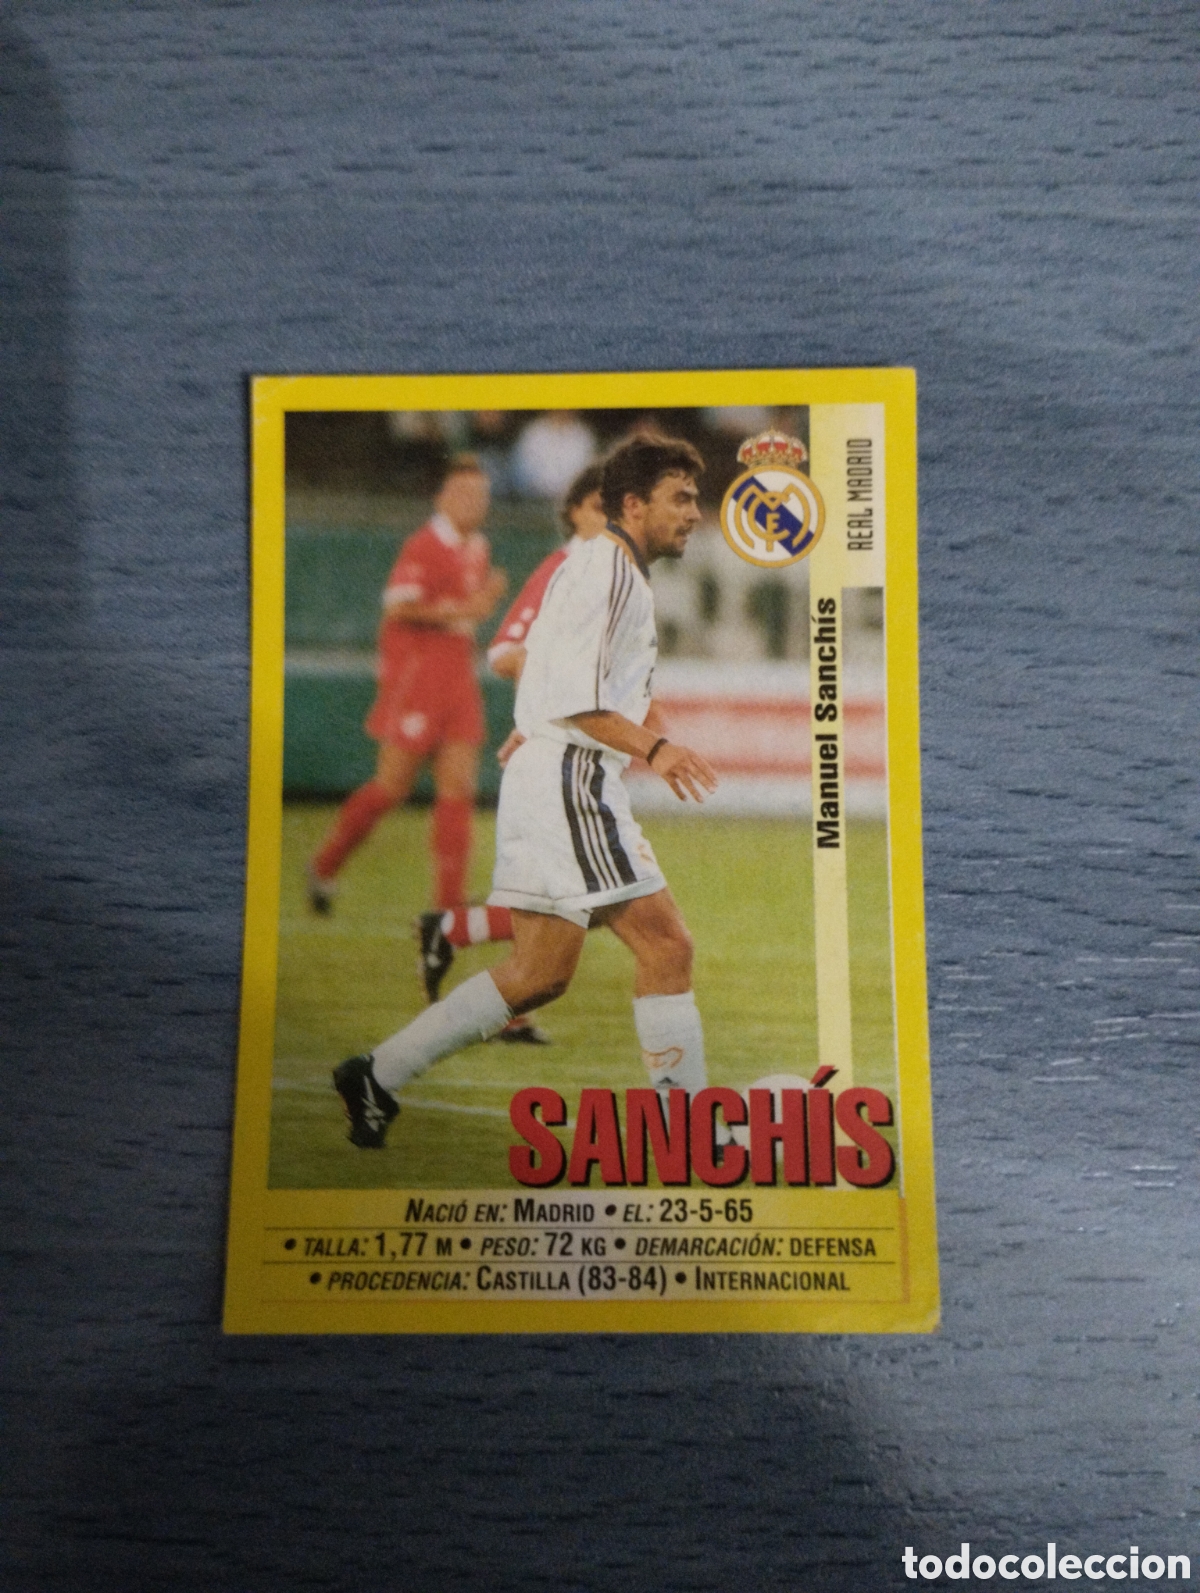 REAL MADRID
Manuel Sanchís
SANCHÍS
NACIÓ EN: MADRID • EL: 23-5-65
• TALLA: 1,77 M • PESO: 72 KG • DEMARCACIÓN: DEFENSA
• PROCEDENCIA: CASTILLA (83-84) • INTERNACIONAL
todocoleccion